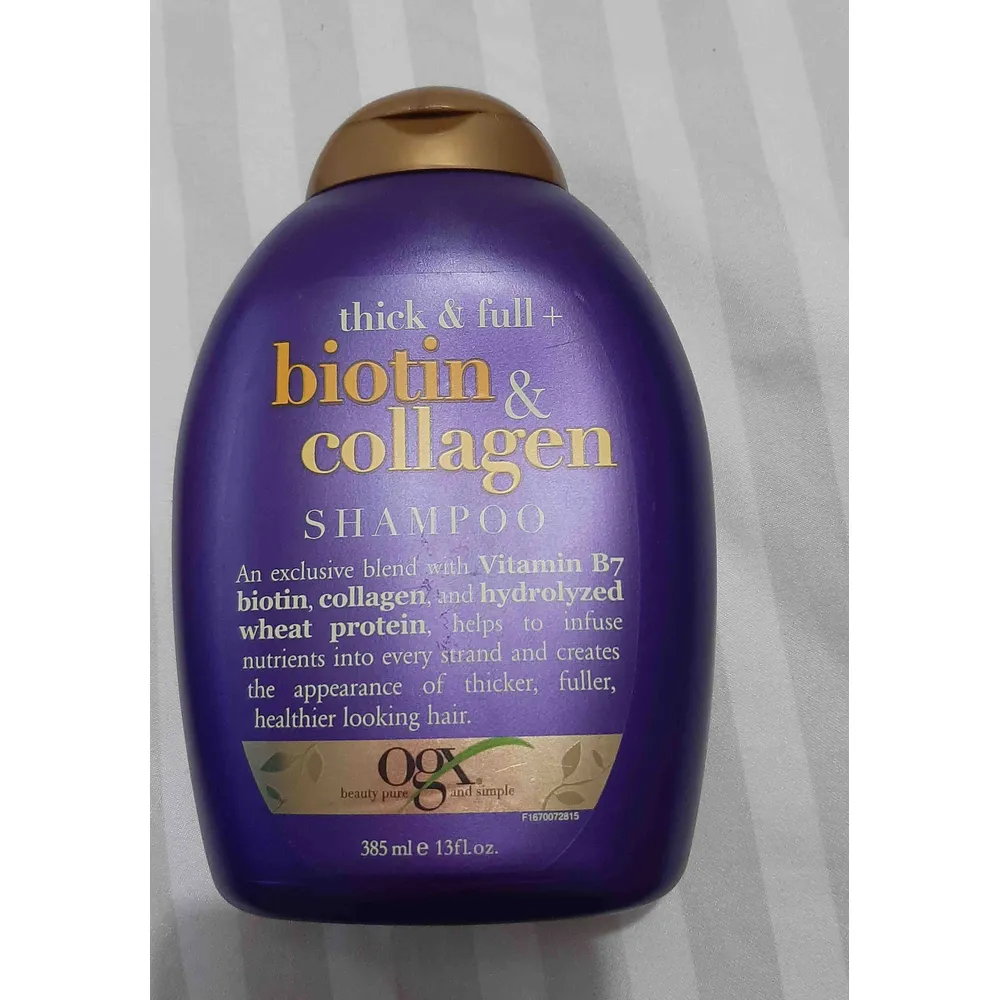 thick & full +
biotin &
collagen
SHAMPOO
An exclusive blend with Vitamin B7
biotin, collagen, and hydrolyzed
wheat protein, helps to infuse
nutrients into every strand and creates
the appearance of thicker, fuller,
healthier looking hair.
ogx®
beauty pure and simple
F1670072815
385 ml e 13fl.oz.